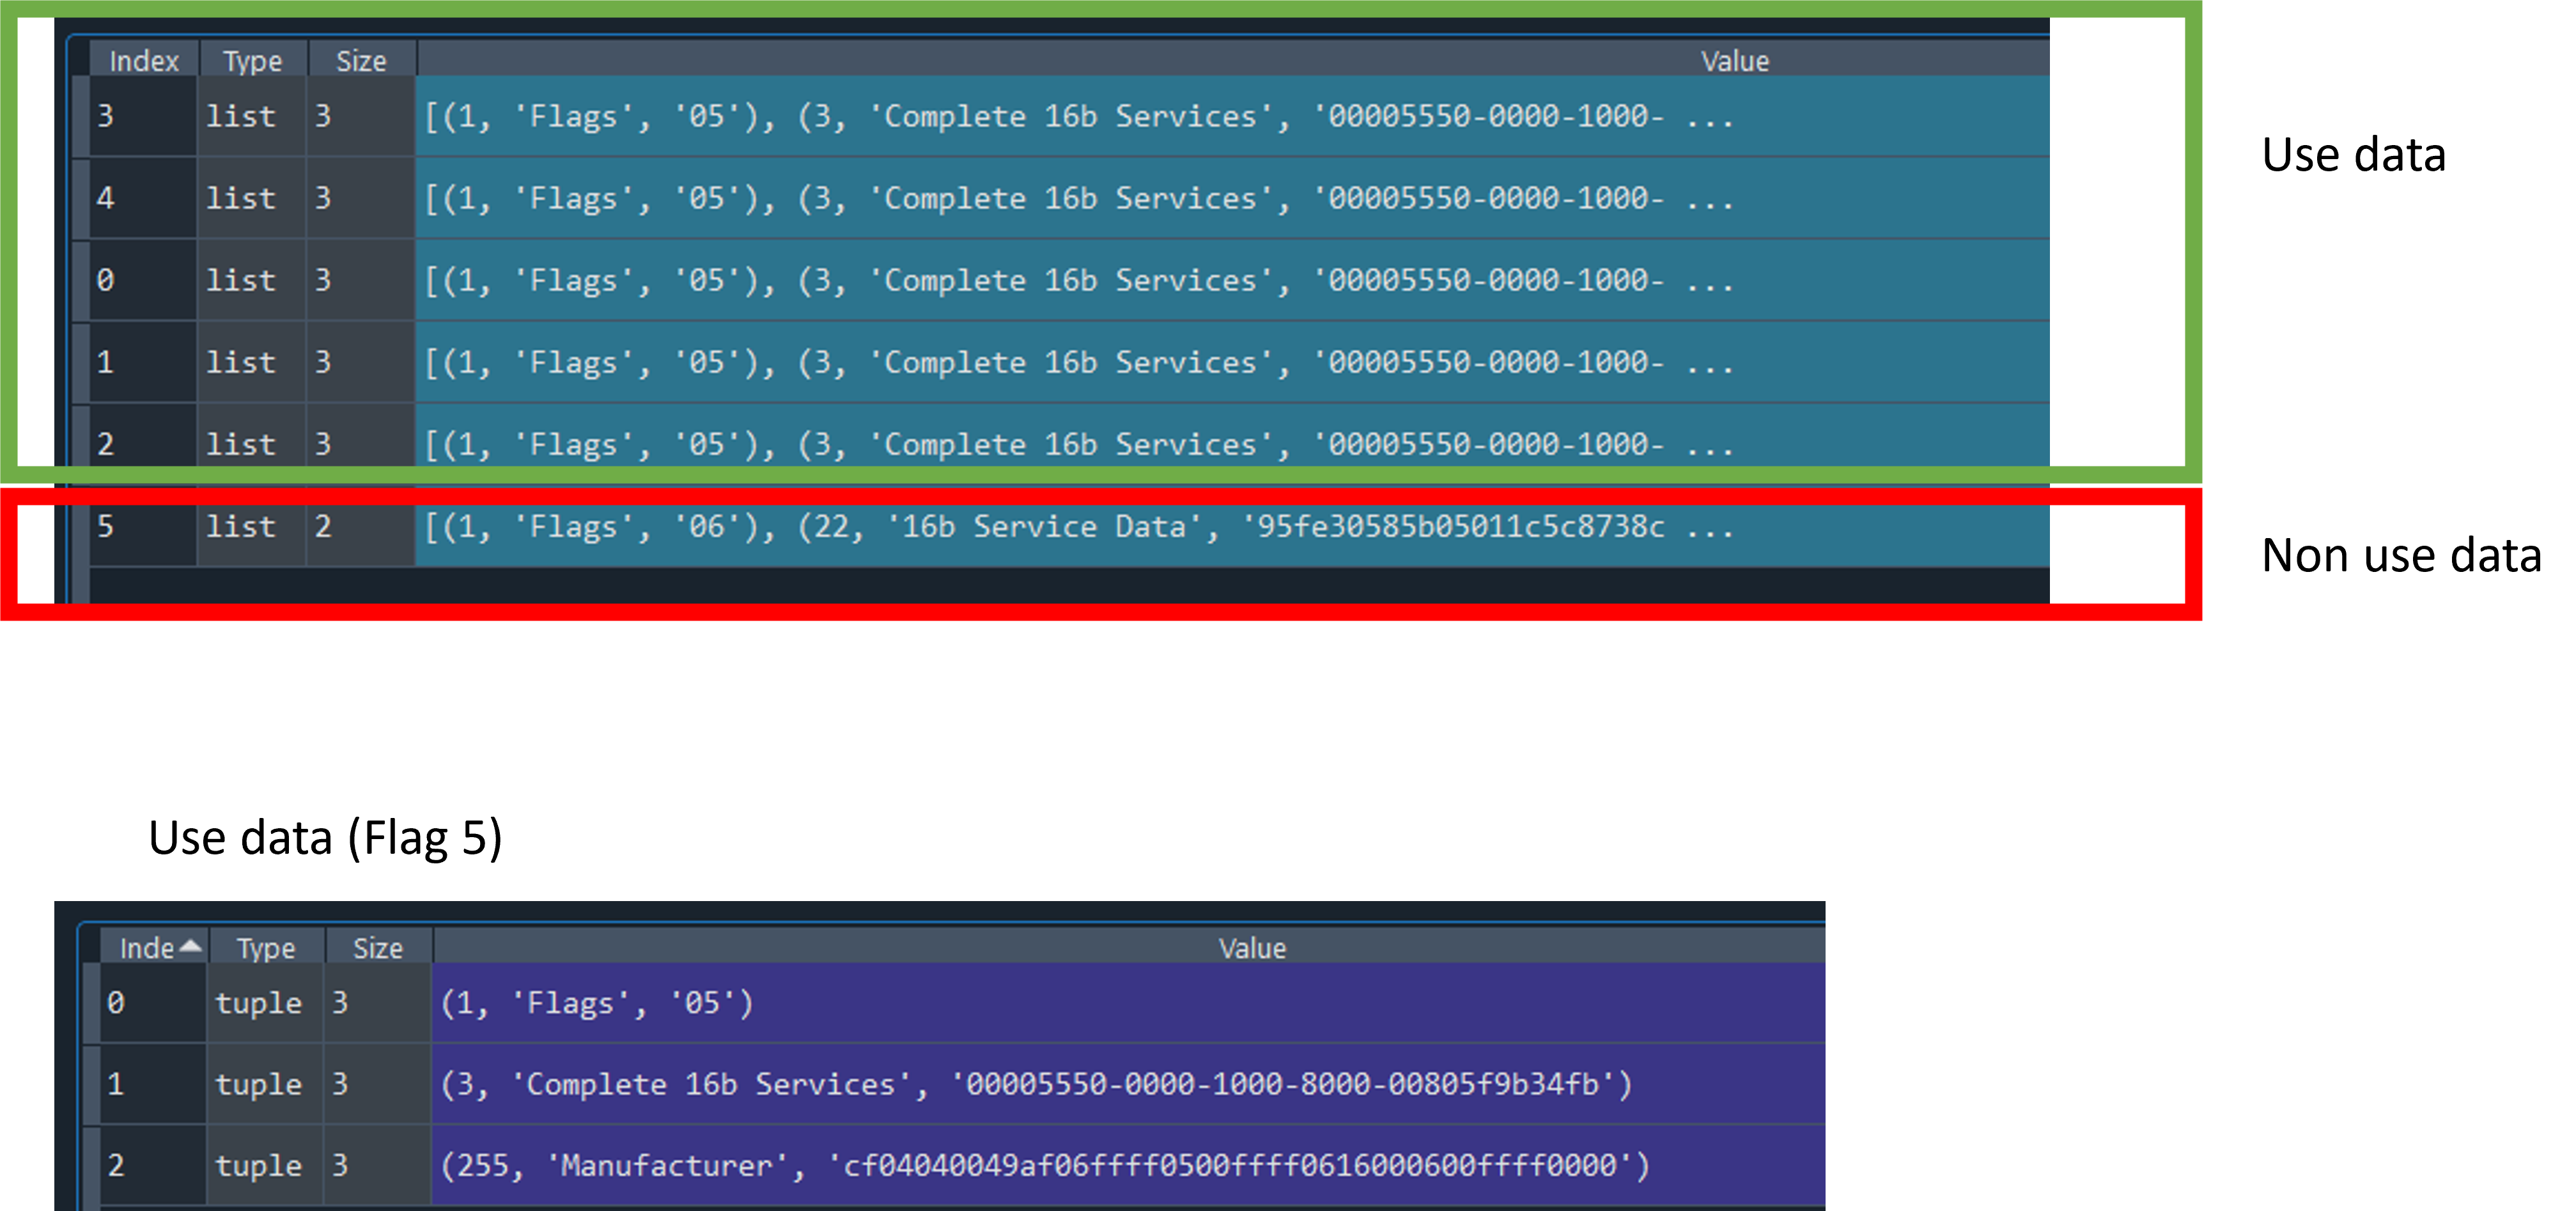 Index Type Size Value
3 list 3 [(1, 'Flags', '05'), (3, 'Complete 16b Services', '00005550-0000-1000- ...
Use data
4 list 3 [(1, 'Flags', '05'), (3, 'Complete 16b Services', '00005550-0000-1000- ...
0 list 3 [(1, 'Flags', '05'), (3, 'Complete 16b Services', '00005550-0000-1000- ...
1 list 3 [(1, 'Flags', '05'), (3, 'Complete 16b Services', '00005550-0000-1000- ...
2 list 3 [(1, 'Flags', '05'), (3, 'Complete 16b Services', '00005550-0000-1000- ...
5 list 2 [(1, 'Flags', '06'), (22, '16b Service Data', '95fe30585b05011c5c8738c ...
Non use data
Use data (Flag 5)
Inde Type Size Value
0 tuple 3 (1, 'Flags', '05')
1 tuple 3 (3, 'Complete 16b Services', '00005550-0000-1000-8000-00805f9b34fb')
2 tuple 3 (255, 'Manufacturer', 'cf04040049af06ffff0500ffff0616000600ffff0000')